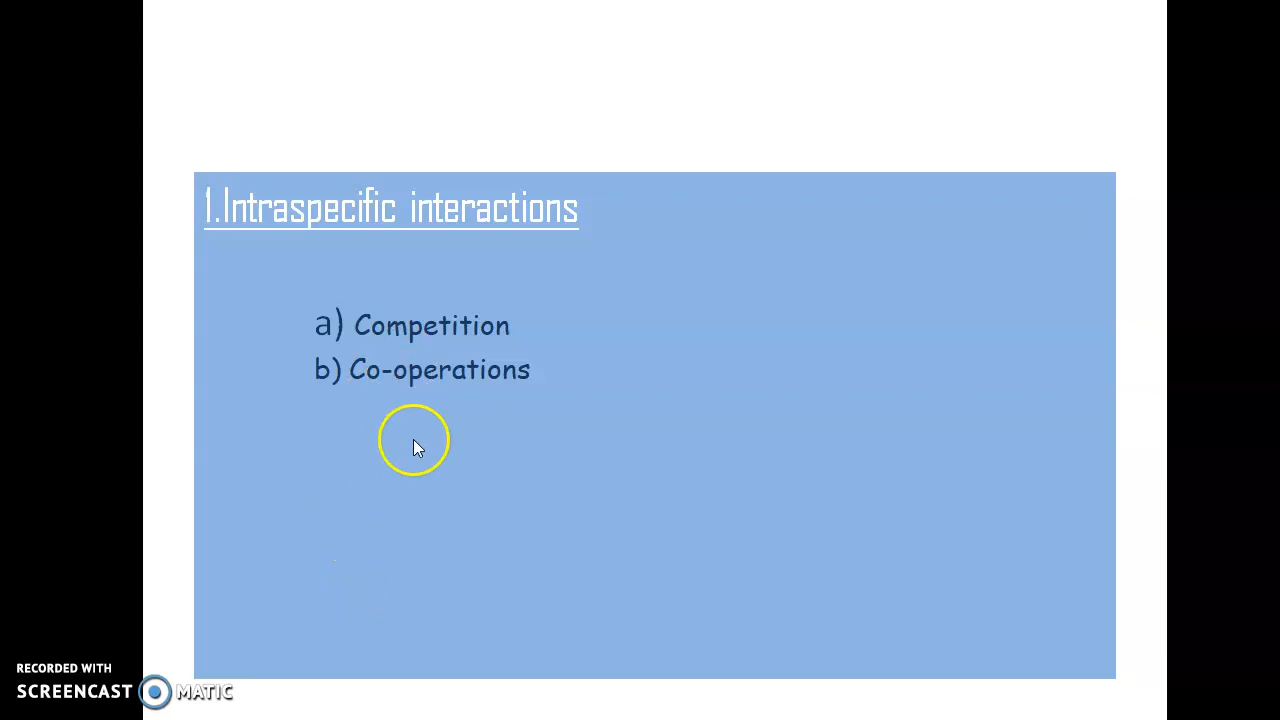 1.Intraspecific interactions
a) Competition
b) Co-operations
RECORDED WITH
SCREENCAST MATIC